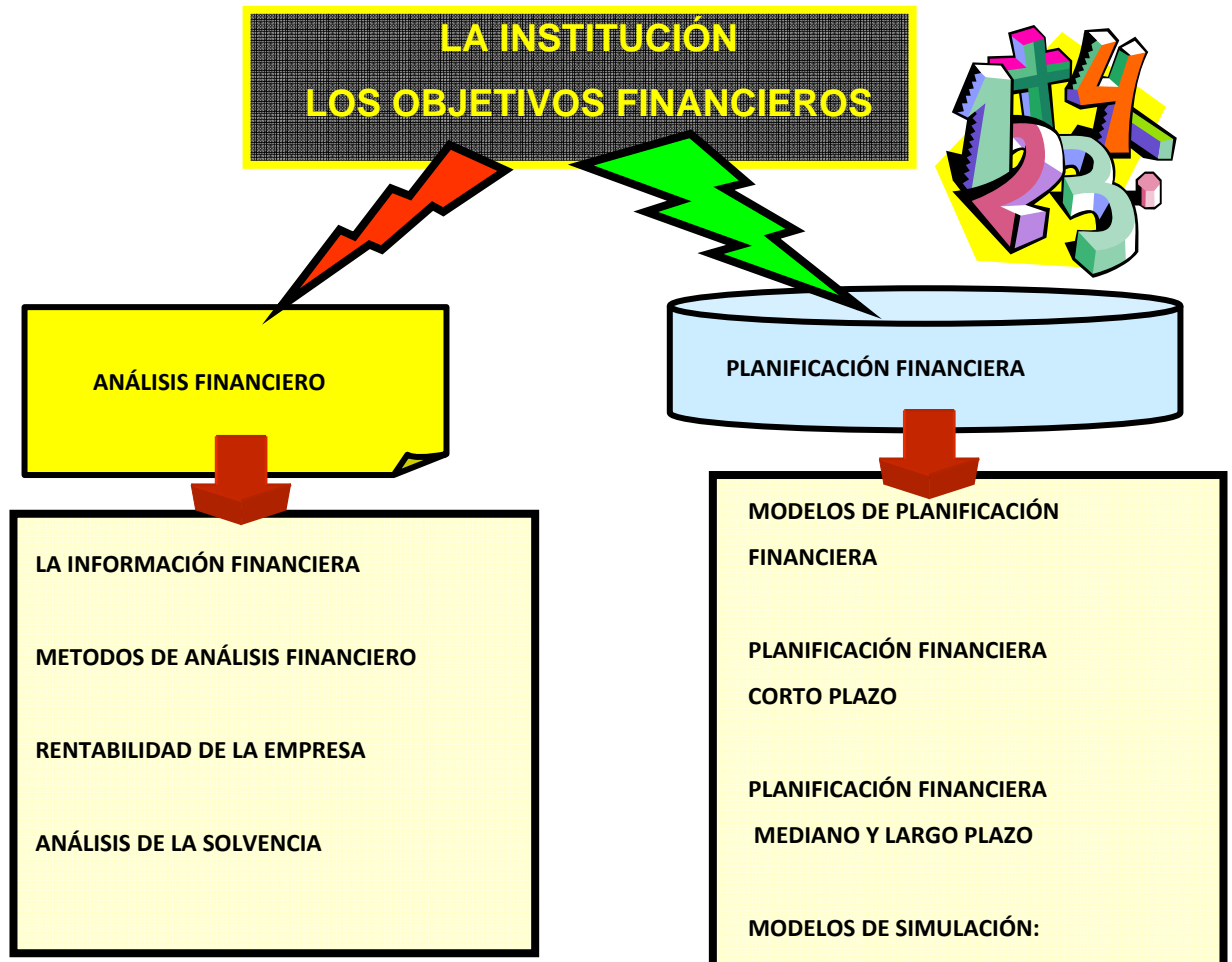 LA INSTITUCIÓN
LOS OBJETIVOS FINANCIEROS
ANÁLISIS FINANCIERO
PLANIFICACIÓN FINANCIERA
LA INFORMACIÓN FINANCIERA
METODOS DE ANÁLISIS FINANCIERO
RENTABILIDAD DE LA EMPRESA
ANÁLISIS DE LA SOLVENCIA
MODELOS DE PLANIFICACIÓN
FINANCIERA
PLANIFICACIÓN FINANCIERA
CORTO PLAZO
PLANIFICACIÓN FINANCIERA
MEDIANO Y LARGO PLAZO
MODELOS DE SIMULACIÓN: